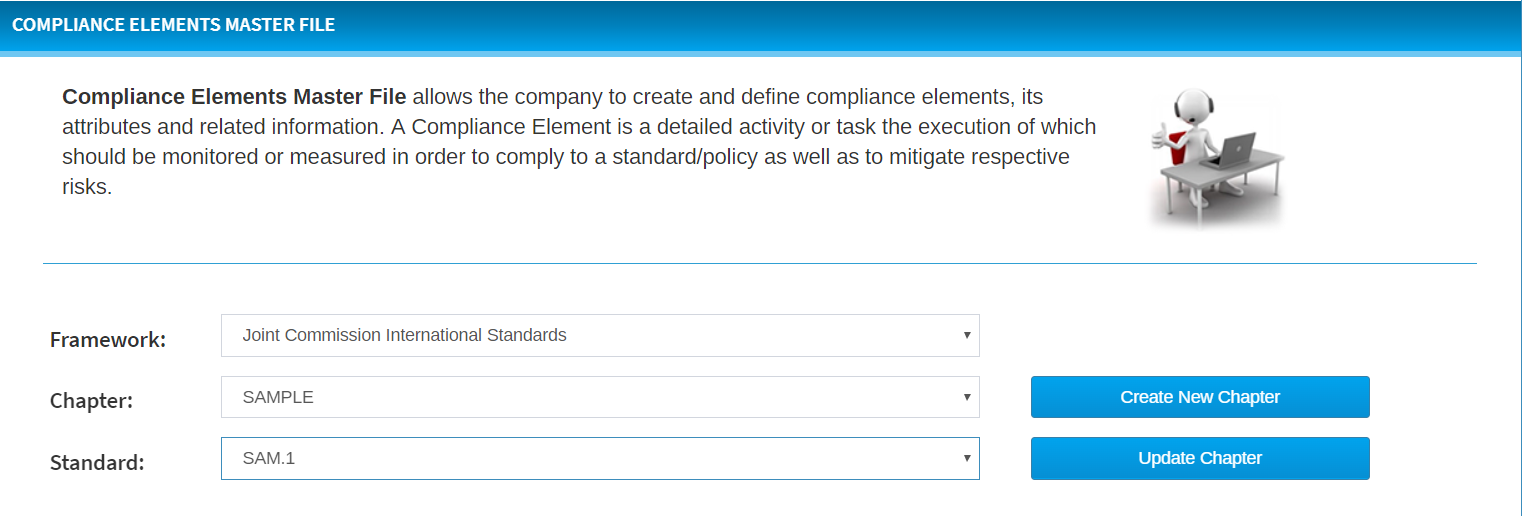 COMPLIANCE ELEMENTS MASTER FILE
Compliance Elements Master File allows the company to create and define compliance elements, its
attributes and related information. A Compliance Element is a detailed activity or task the execution of which
should be monitored or measured in order to comply to a standard/policy as well as to mitigate respective
risks.
Framework: Joint Commission International Standards
Chapter: SAMPLE Create New Chapter
Standard: SAM.1 Update Chapter